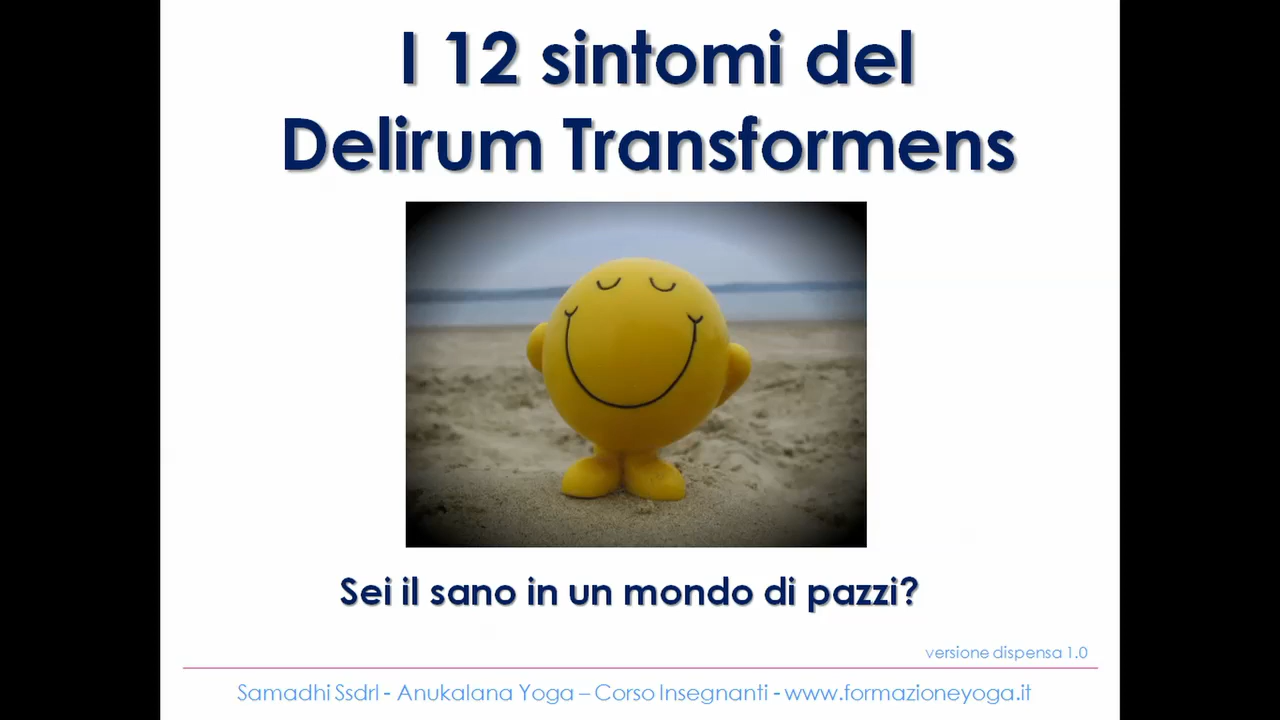 I 12 sintomi del
Delirum Transformens
Sei il sano in un mondo di pazzi?
versione dispensa 1.0
Samadhi Ssdrl - Anukalana Yoga – Corso Insegnanti - www.formazioneyoga.it